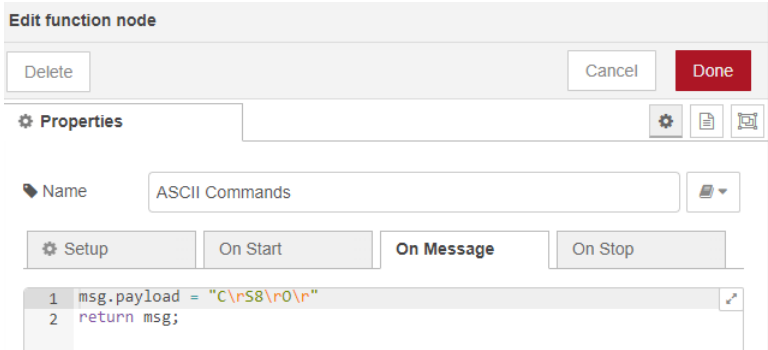 Edit function node
Delete
Cancel
Done
Properties
Name
ASCII Commands
Setup
On Start
On Message
On Stop
1 msg.payload = "C\rS8\rO\r"
2 return msg;